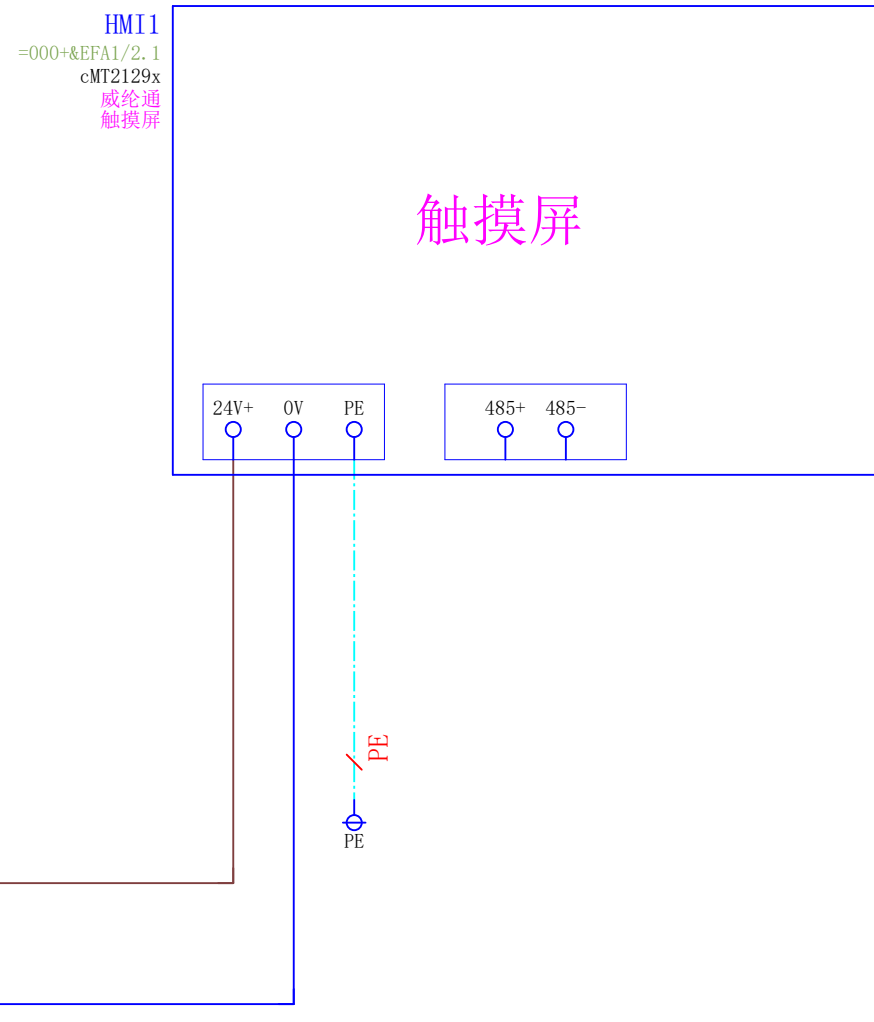 HMI1
=000+&EFA1/2.1
cMT2129x
威纶通
触摸屏
触摸屏
24V+ 0V PE
485+ 485-
PE
PE